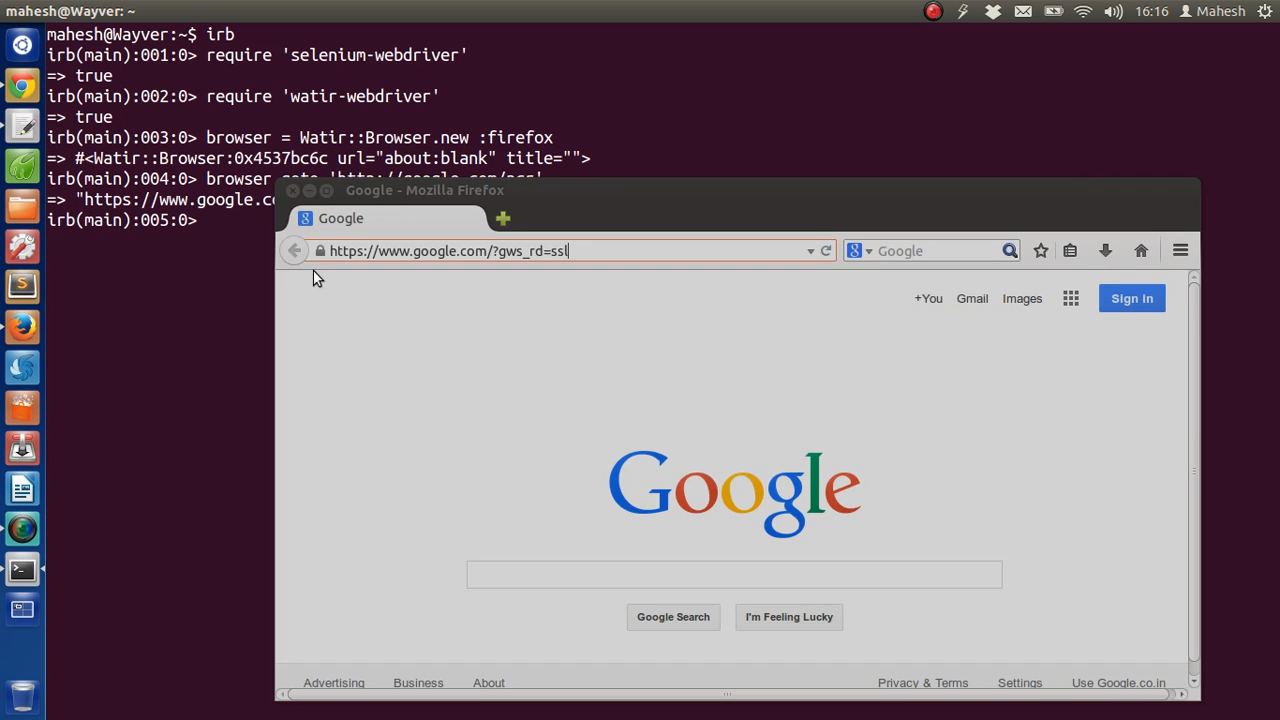 mahesh@Wayver: ~
16:16 Mahesh
mahesh@Wayver:~$ irb
irb(main):001:0> require 'selenium-webdriver'
=> true
irb(main):002:0> require 'watir-webdriver'
=> true
irb(main):003:0> browser = Watir::Browser.new :firefox
=> #<Watir::Browser:0x4537bc6c url="about:blank" title="">
irb(main):004:0> browser
=> "https://www.google.co
irb(main):005:0>
Google - Mozilla Firefox
Google
https://www.google.com/?gws_rd=ssl
Google
+You Gmail Images Sign in
Google
Google Search I'm Feeling Lucky
Advertising Business About Privacy & Terms Settings Use Google.co.in